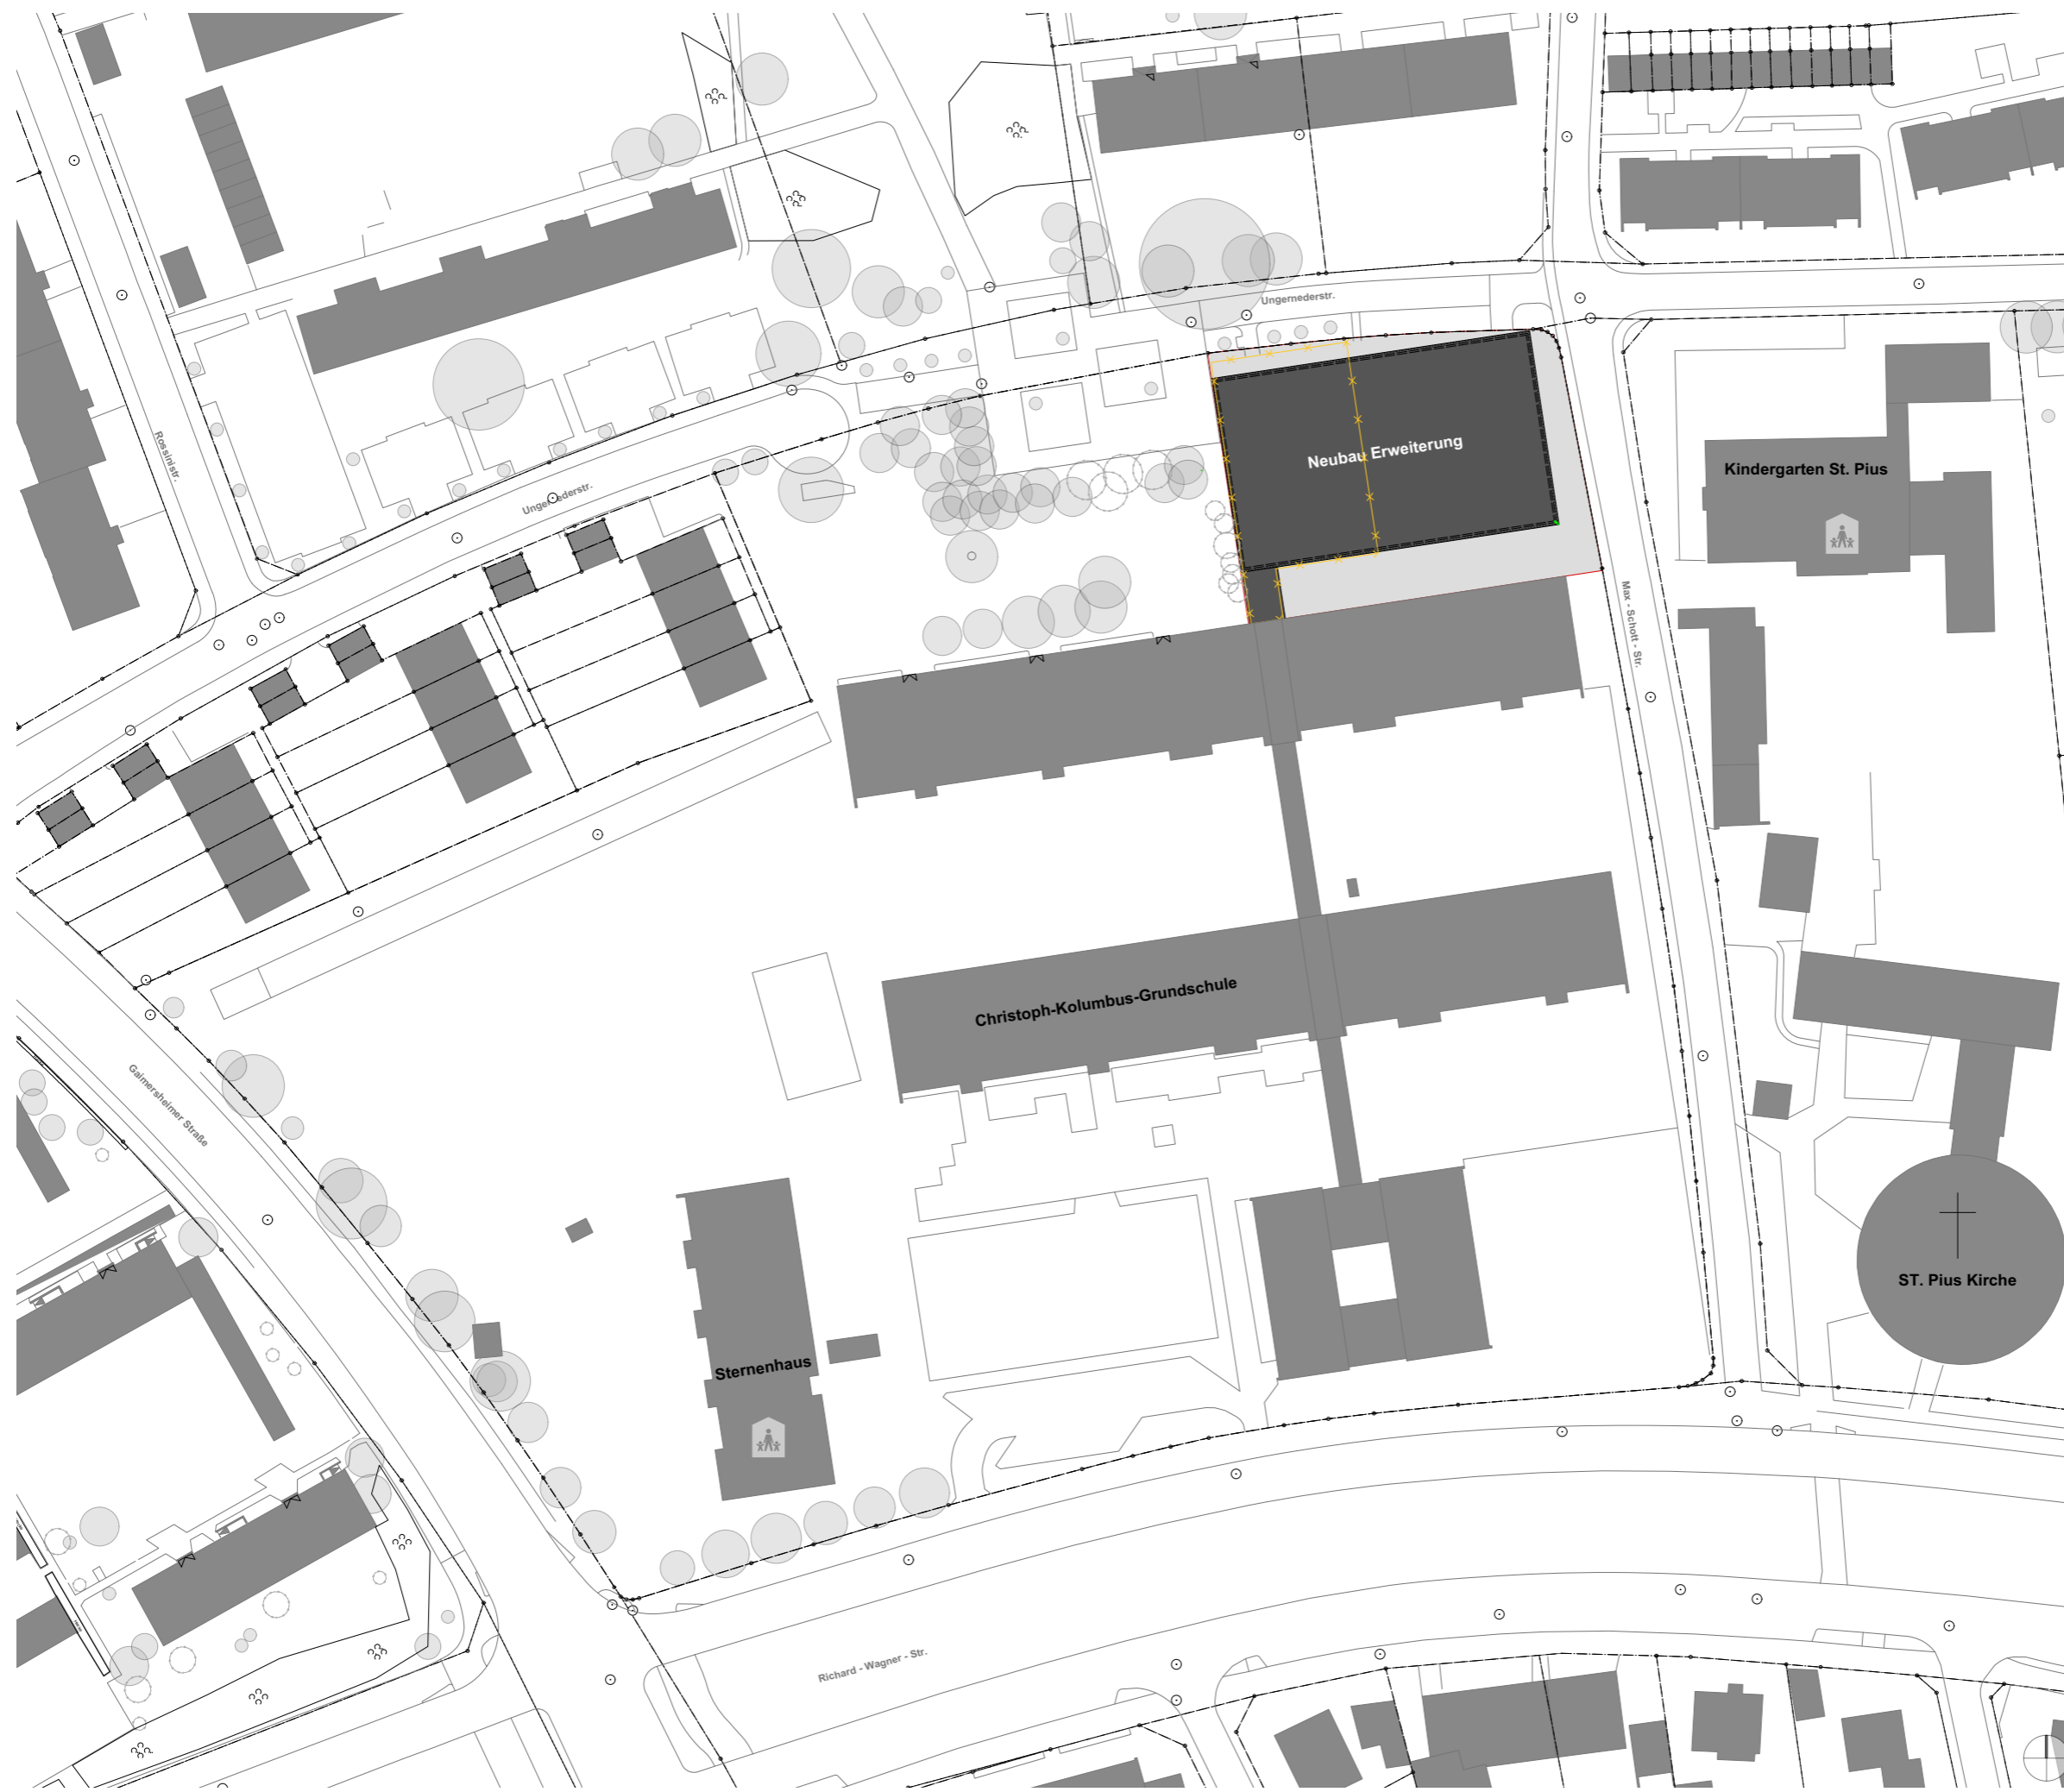 Ungernederstr.
Rossinistr.
Neubau Erweiterung
Kindergarten St. Pius
Ungernederstr.
Max - Schott - Str.
Christoph-Kolumbus-Grundschule
Gaimersheimer Straße
ST. Pius Kirche
Sternenhaus
Richard - Wagner - Str.